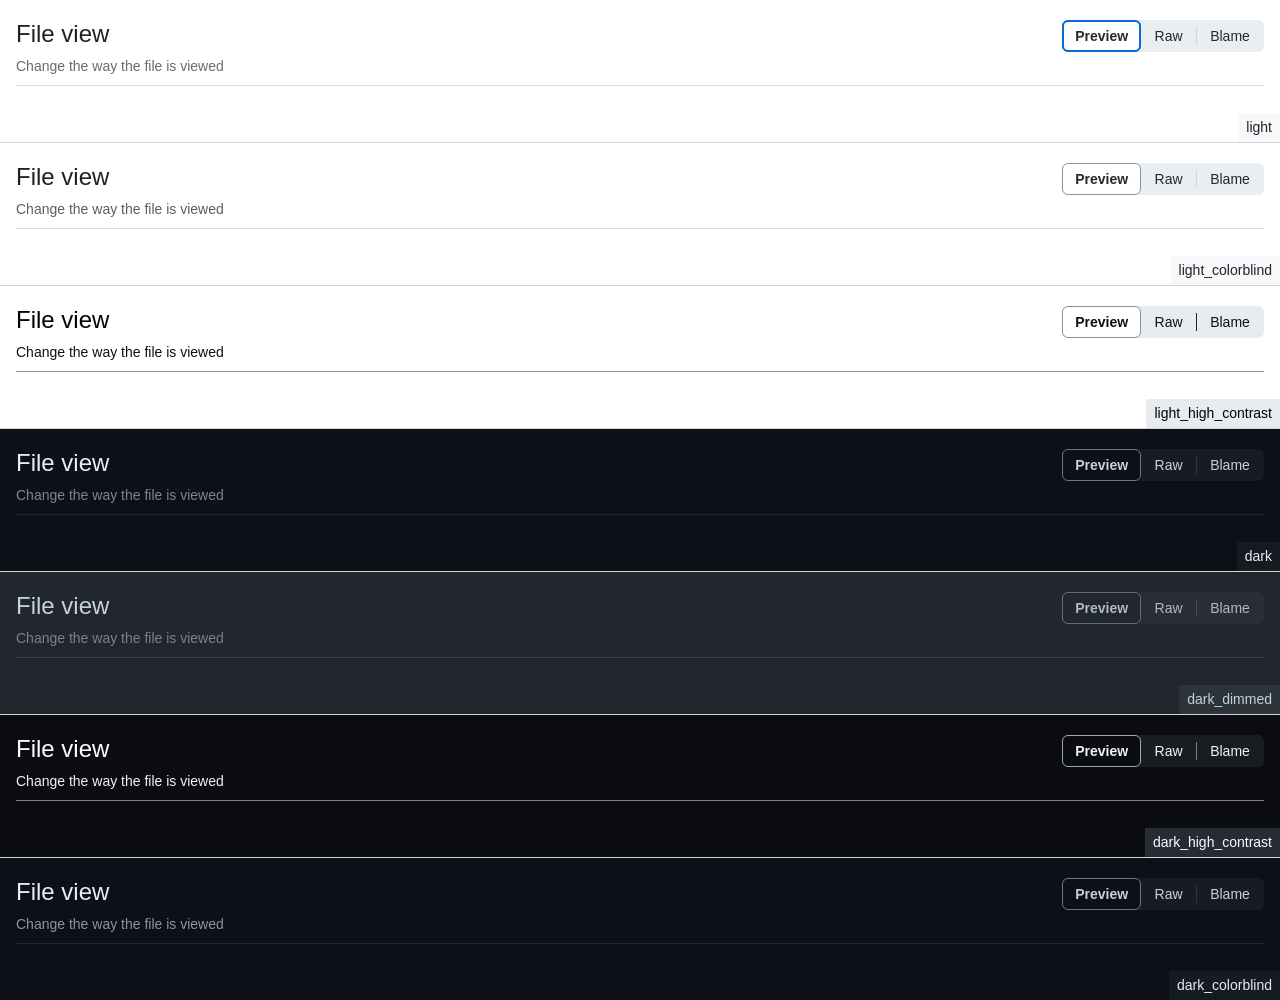 File view Preview Raw Blame
Change the way the file is viewed
light
File view Preview Raw Blame
Change the way the file is viewed
light_colorblind
File view Preview Raw Blame
Change the way the file is viewed
light_high_contrast
File view Preview Raw Blame
Change the way the file is viewed
dark
File view Preview Raw Blame
Change the way the file is viewed
dark_dimmed
File view Preview Raw Blame
Change the way the file is viewed
dark_high_contrast
File view Preview Raw Blame
Change the way the file is viewed
dark_colorblind